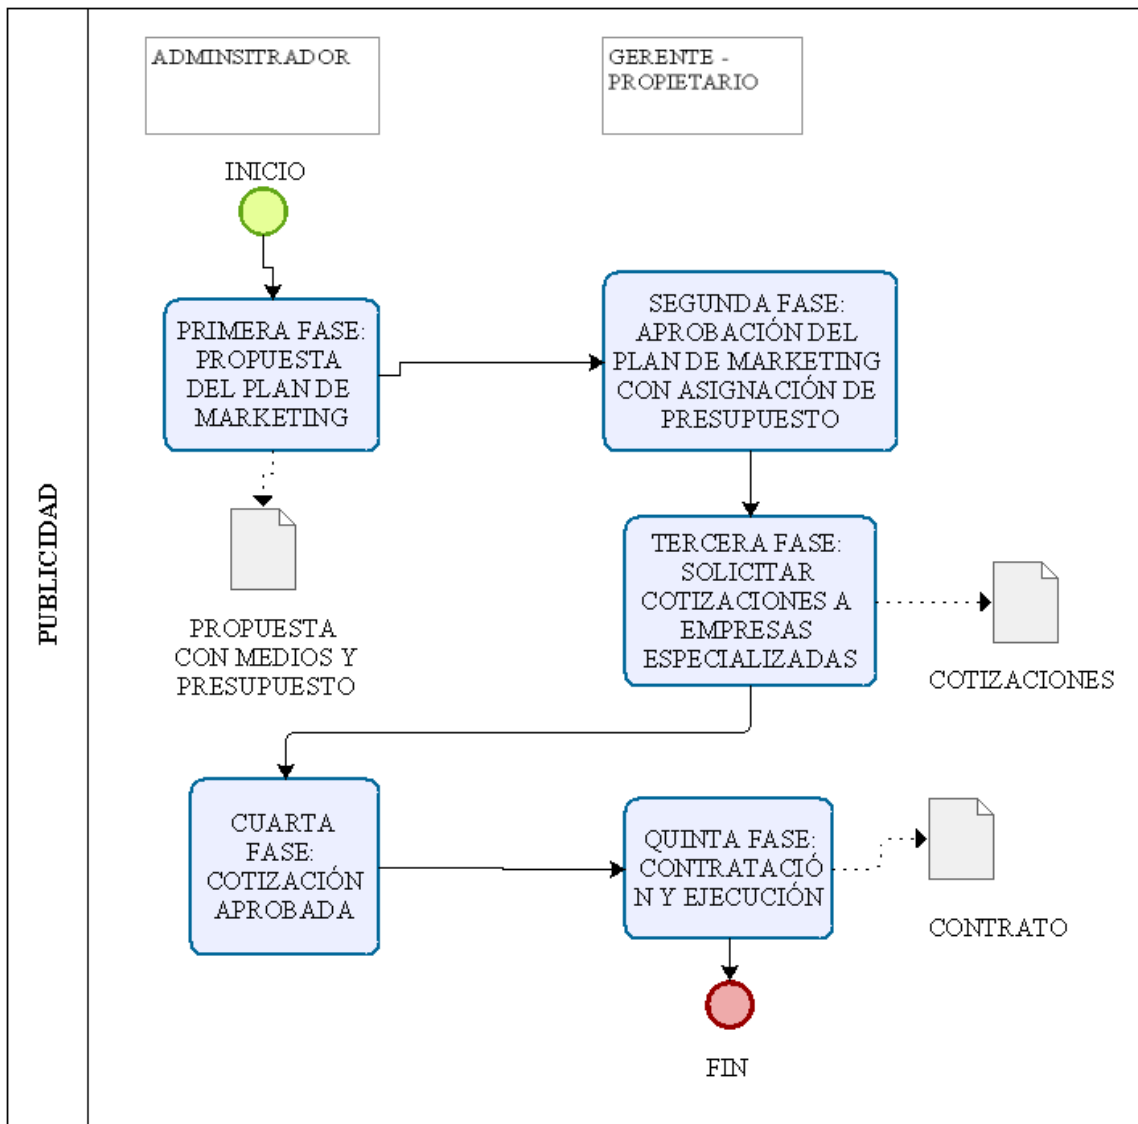 PUBLICIDAD
ADMINSITRADOR
GERENTE -
PROPIETARIO
INICIO
PRIMERA FASE:
PROPUESTA
DEL PLAN DE
MARKETING
SEGUNDA FASE:
APROBACIÓN DEL
PLAN DE MARKETING
CON ASIGNACIÓN DE
PRESUPUESTO
PROPUESTA
CON MEDIOS Y
PRESUPUESTO
TERCERA FASE:
SOLICITAR
COTIZACIONES A
EMPRESAS
ESPECIALIZADAS
COTIZACIONES
CUARTA
FASE:
COTIZACIÓN
APROBADA
QUINTA FASE:
CONTRATACIÓ
N Y EJECUCIÓN
CONTRATO
FIN